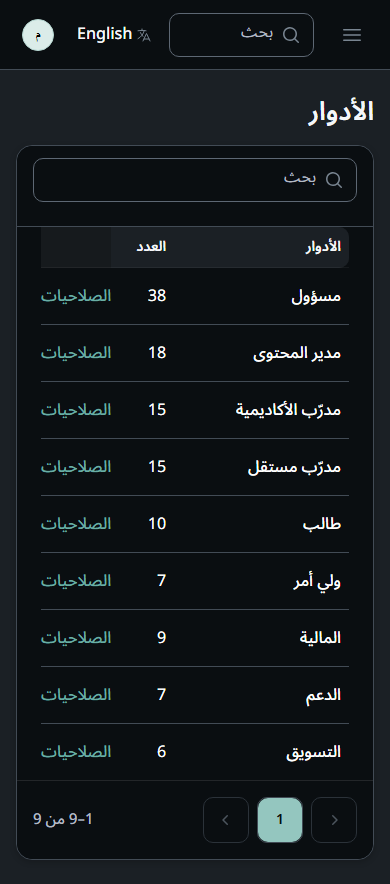 بحث English م
الأدوار
بحث
الأدوار العدد
مسؤول 38 الصلاحيات
مدير المحتوى 18 الصلاحيات
مدرّب الأكاديمية 15 الصلاحيات
مدرّب مستقل 15 الصلاحيات
طالب 10 الصلاحيات
ولي أمر 7 الصلاحيات
المالية 9 الصلاحيات
الدعم 7 الصلاحيات
التسويق 6 الصلاحيات
1 1–9 من 9